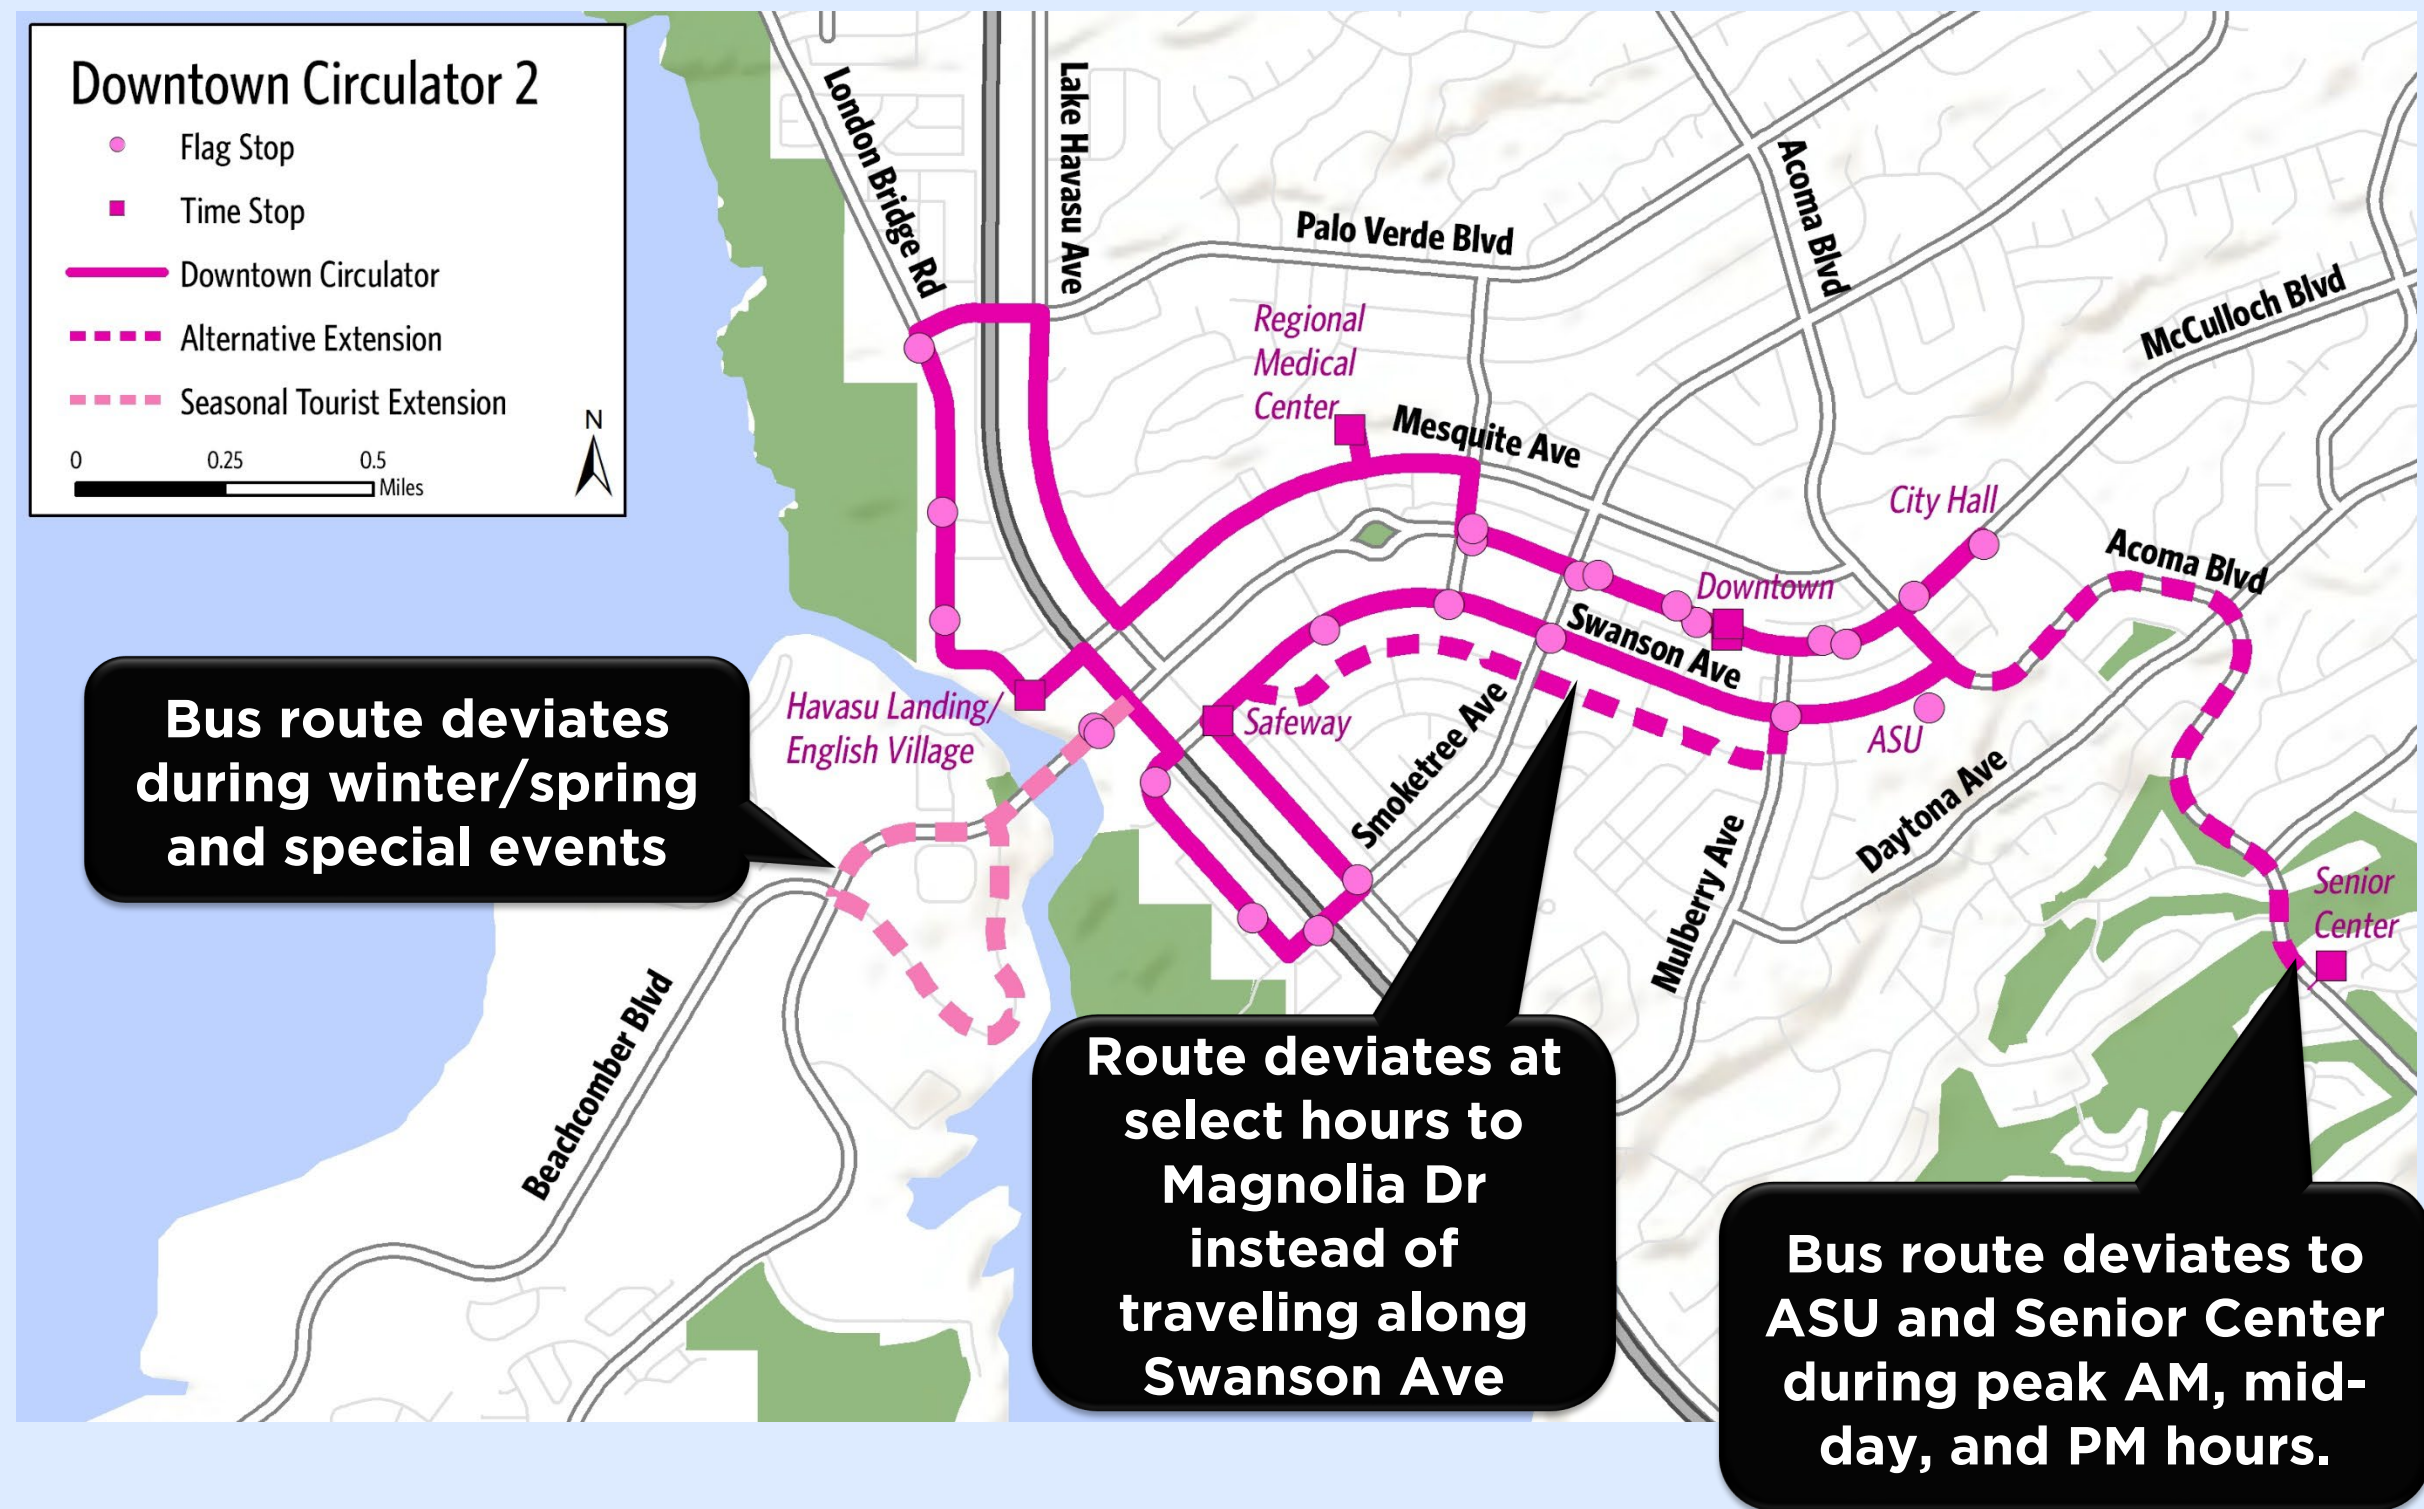 Downtown Circulator 2
Flag Stop
Time Stop
Downtown Circulator
Alternative Extension
Seasonal Tourist Extension
0 0.25 0.5
Miles
N
London Bridge Rd
Lake Havasu Ave
Palo Verde Blvd
Acoma Blvd
McCulloch Blvd
Regional
Medical
Center
Mesquite Ave
City Hall
Acoma Blvd
Downtown
Swanson Ave
Havasu Landing/
English Village
Safeway
Smoketree Ave
ASU
Daytona Ave
Mulberry Ave
Senior
Center
Beachcomber Blvd
Bus route deviates
during winter/spring
and special events
Route deviates at
select hours to
Magnolia Dr
instead of
traveling along
Swanson Ave
Bus route deviates to
ASU and Senior Center
during peak AM, mid-
day, and PM hours.